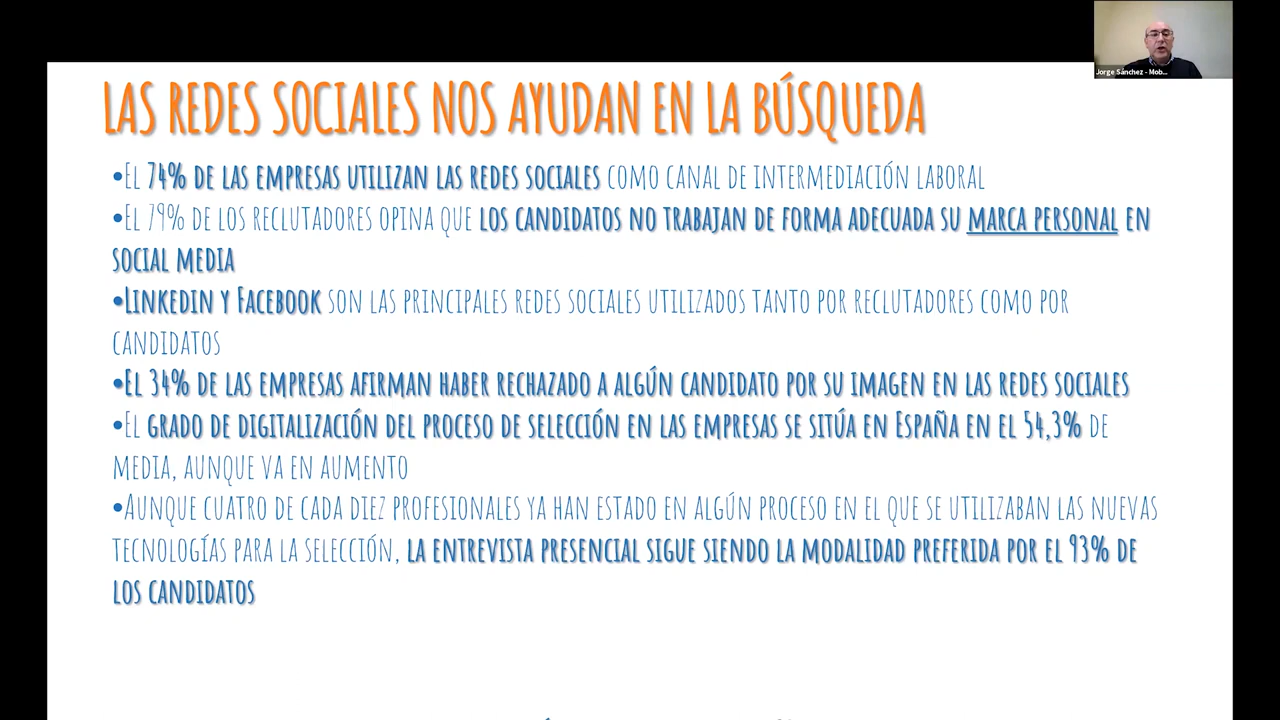 Jorge Sánchez - Mob...
LAS REDES SOCIALES NOS AYUDAN EN LA BÚSQUEDA
•El 74% DE LAS EMPRESAS UTILIZAN LAS REDES SOCIALES COMO CANAL DE INTERMEDIACIÓN LABORAL
•El 79% DE LOS RECLUTADORES OPINA QUE LOS CANDIDATOS NO TRABAJAN DE FORMA ADECUADA SU MARCA PERSONAL EN
SOCIAL MEDIA
•LINKEDIN Y FACEBOOK SON LAS PRINCIPALES REDES SOCIALES UTILIZADOS TANTO POR RECLUTADORES COMO POR
CANDIDATOS
•EL 34% DE LAS EMPRESAS AFIRMAN HABER RECHAZADO A ALGÚN CANDIDATO POR SU IMAGEN EN LAS REDES SOCIALES
•EL GRADO DE DIGITALIZACIÓN DEL PROCESO DE SELECCIÓN EN LAS EMPRESAS SE SITÚA EN ESPAÑA EN EL 54,3% DE
MEDIA, AUNQUE VA EN AUMENTO
•AUNQUE CUATRO DE CADA DIEZ PROFESIONALES YA HAN ESTADO EN ALGÚN PROCESO EN EL QUE SE UTILIZABAN LAS NUEVAS
TECNOLOGÍAS PARA LA SELECCIÓN, LA ENTREVISTA PRESENCIAL SIGUE SIENDO LA MODALIDAD PREFERIDA POR EL 93% DE
LOS CANDIDATOS